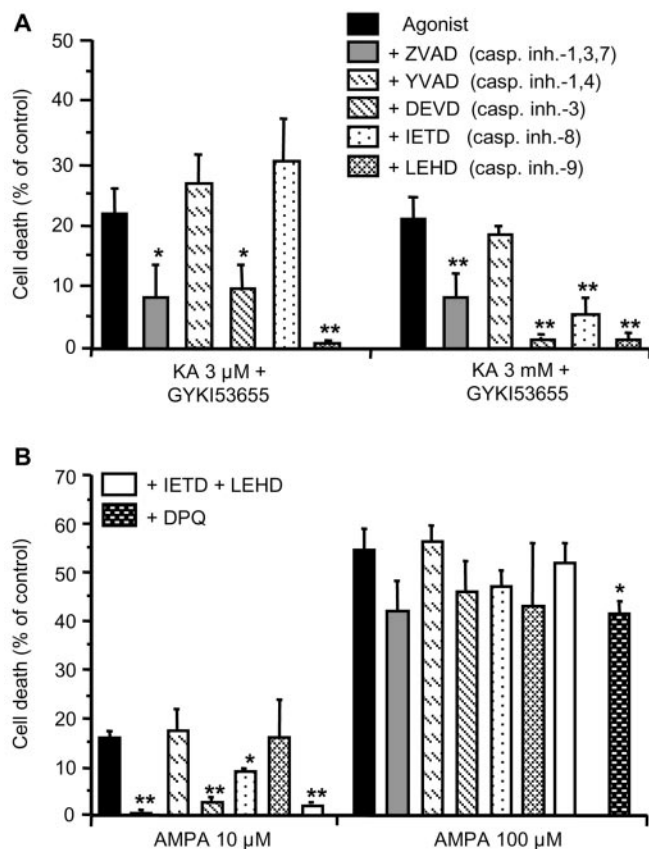 A
Cell death (% of control)
50
40
30
20
10
0
Agonist
+ ZVAD (casp. inh.-1,3,7)
+ YVAD (casp. inh.-1,4)
+ DEVD (casp. inh.-3)
+ IETD (casp. inh.-8)
+ LEHD (casp. inh.-9)
*
*
**
**
**
**
**
KA 3 µM +
GYKI53655
KA 3 mM +
GYKI53655
B
Cell death (% of control)
70
60
50
40
30
20
10
0
+ IETD + LEHD
+ DPQ
**
**
*
**
*
AMPA 10 µM
AMPA 100 µM